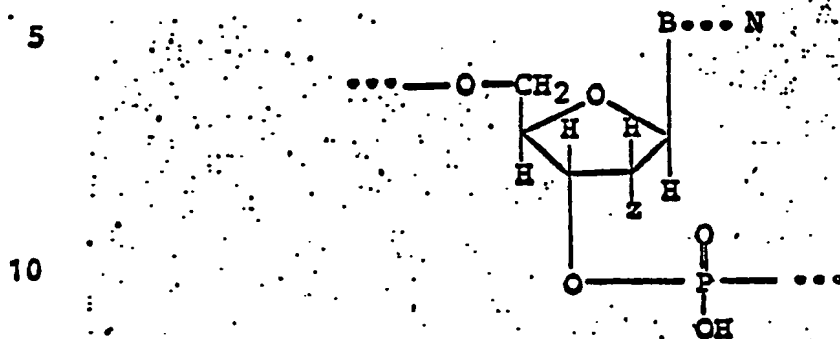 5
B•••N
•••—O—CH2 O
H H
H H
z
O
10
O P •••
OH